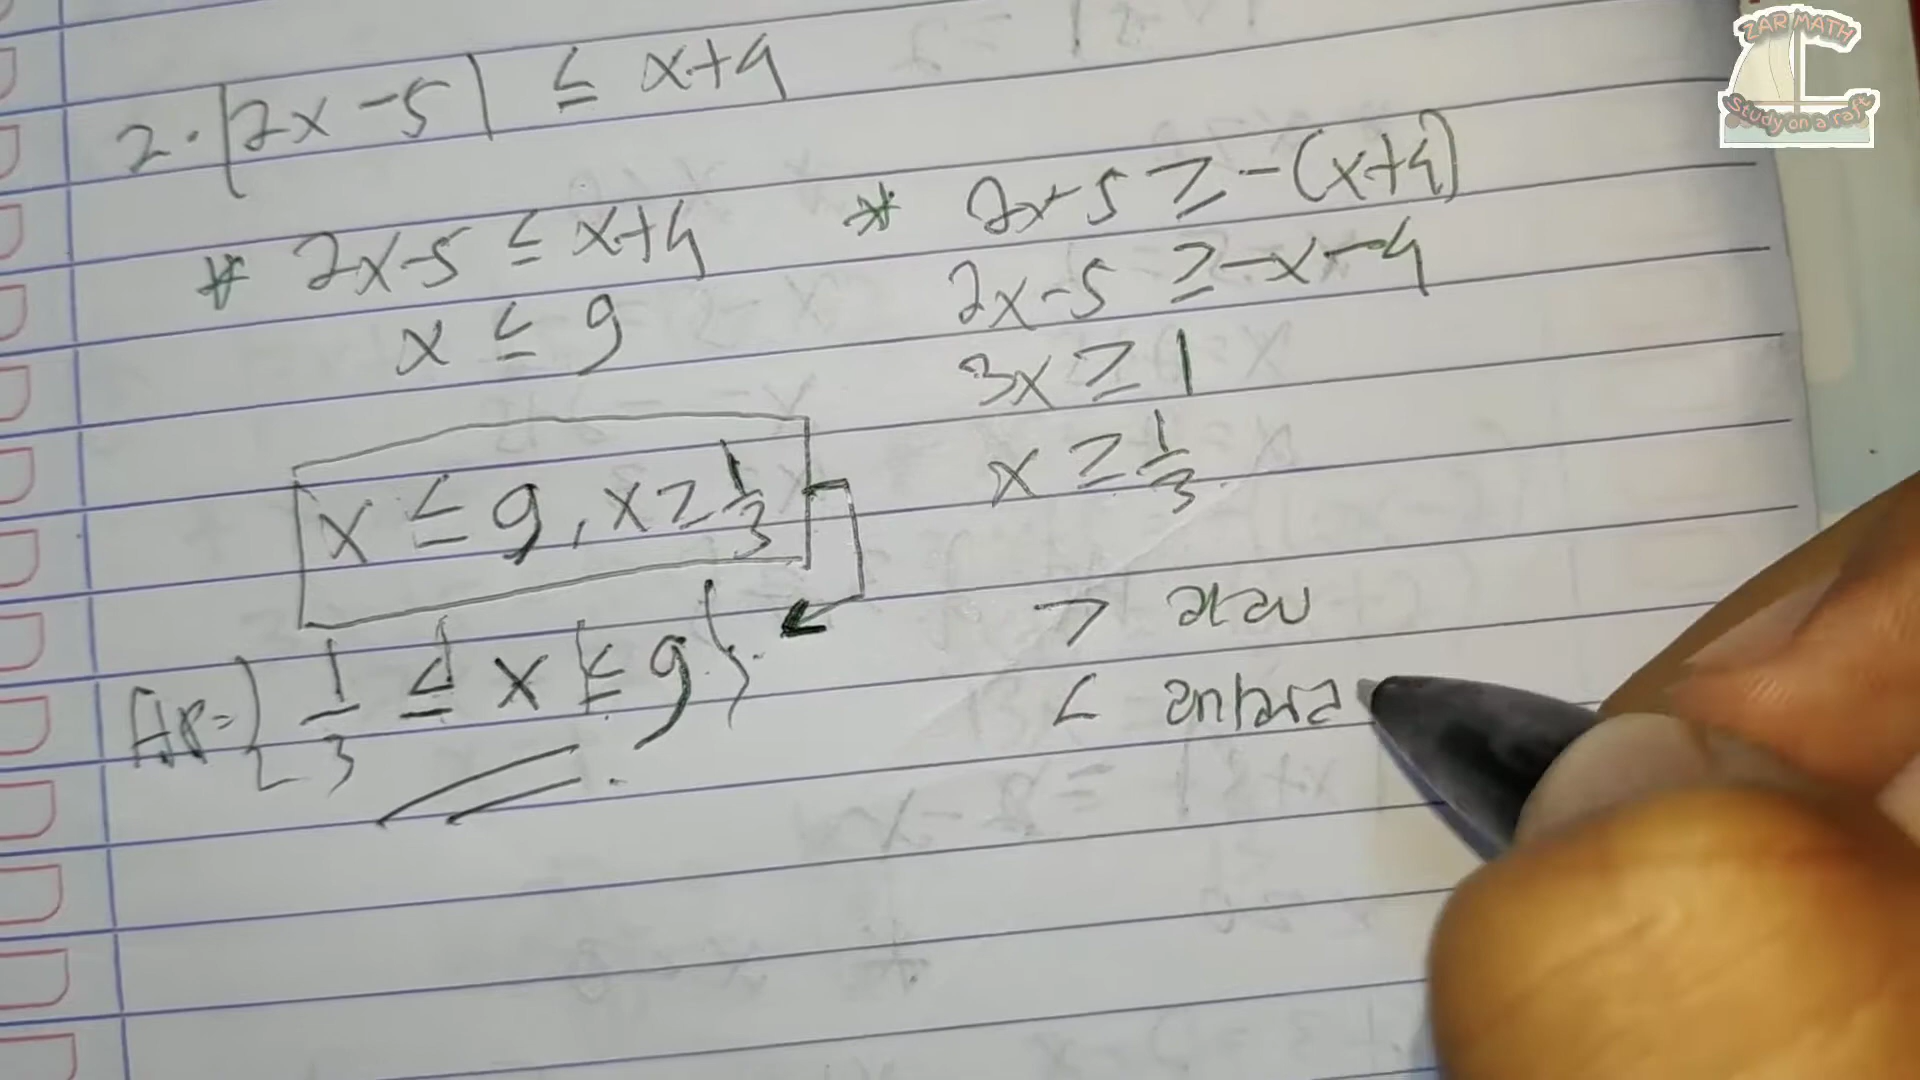 ZAR MATH
Study on a raft
2. |2x-5| ≤ x+4
* 2x-5 ≤ x+4
x ≤ 9
* 2x-5 ≥ -(x+4)
2x-5 ≥ -x-4
3x ≥ 1
x ≥ 1/3
x ≤ 9, x ≥ 1/3
Hp = { 1/3 ≤ x ≤ 9 }.
> atau
< antara